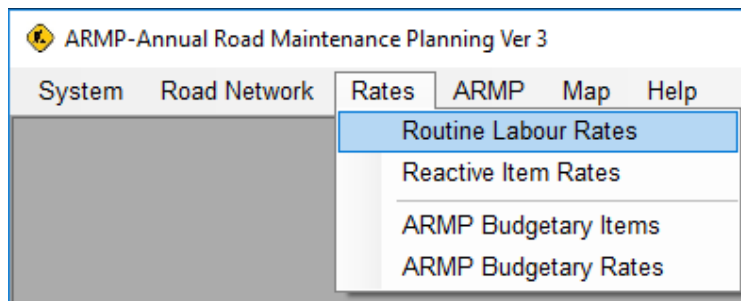 ARMP-Annual Road Maintenance Planning Ver 3
System Road Network Rates ARMP Map Help
Routine Labour Rates
Reactive Item Rates
ARMP Budgetary Items
ARMP Budgetary Rates